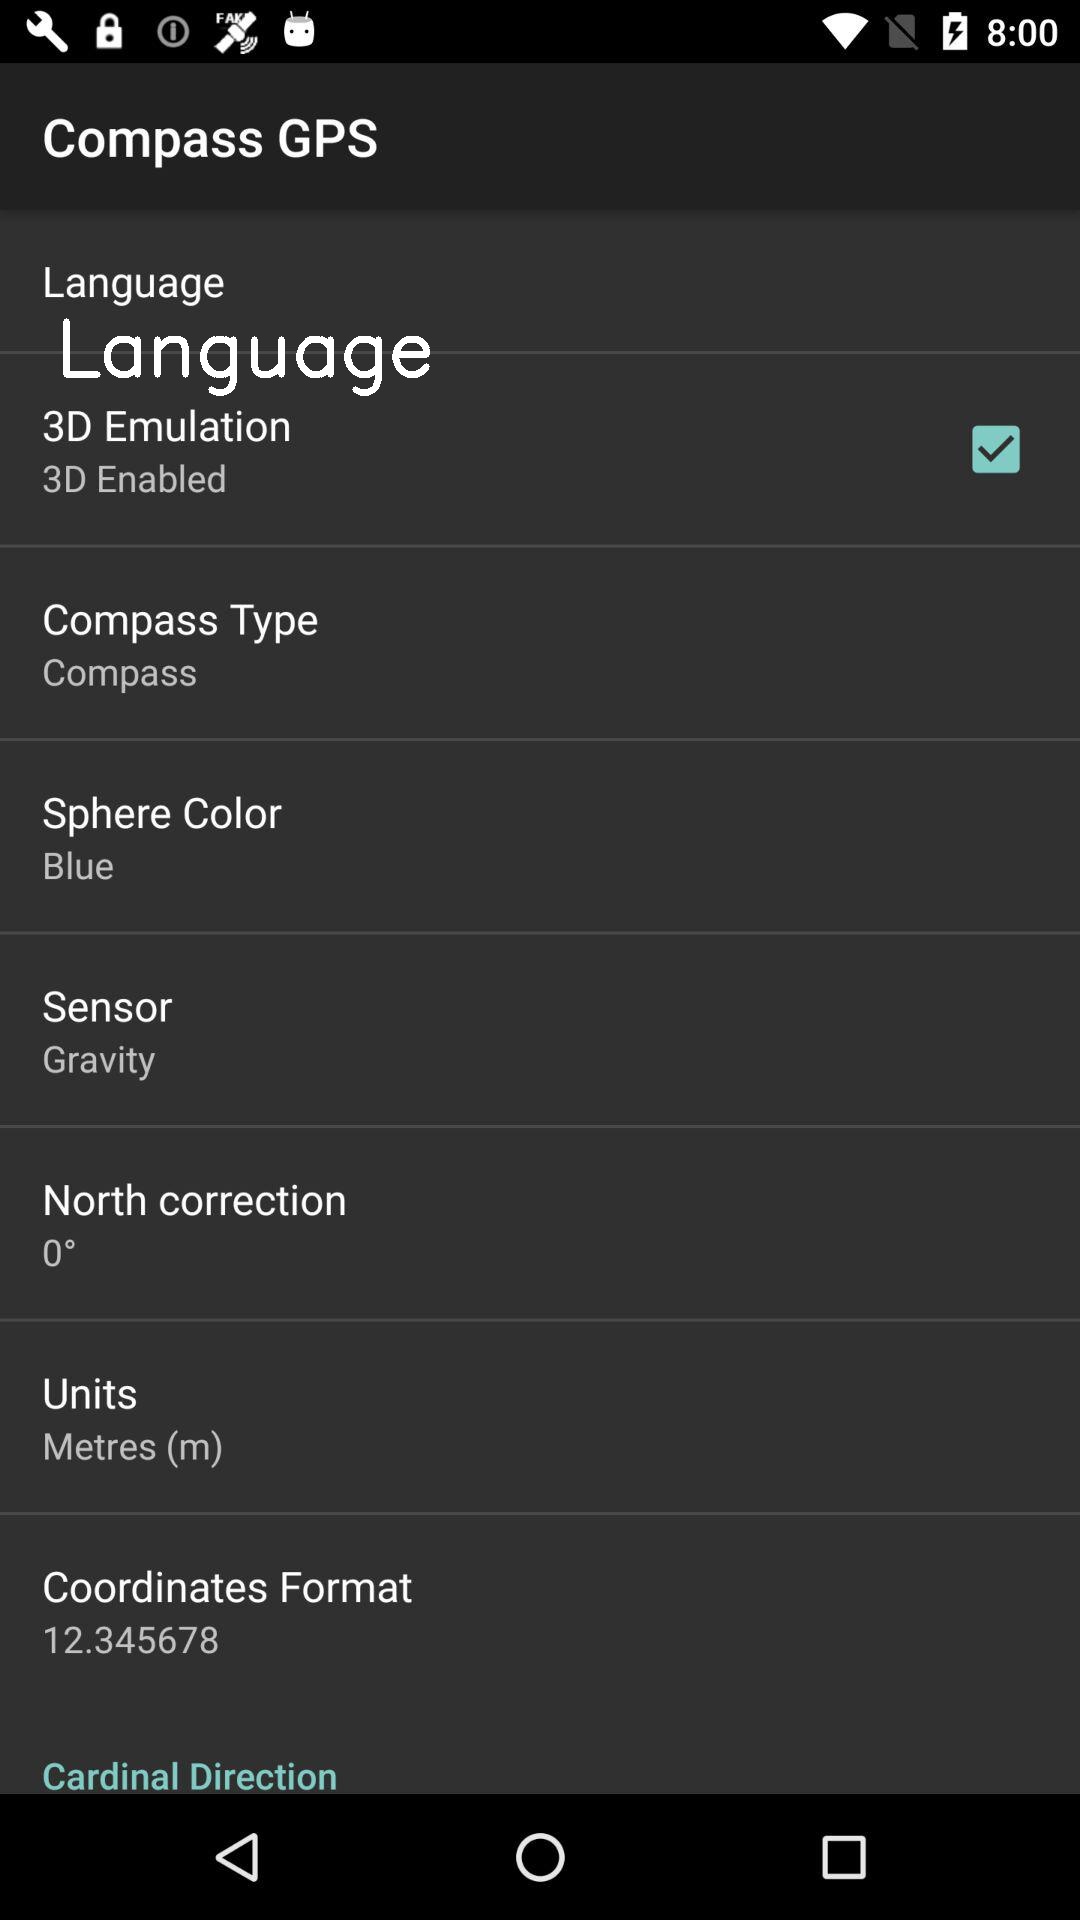 FAKE
8:00
Compass GPS
Language
Language
3D Emulation
3D Enabled
Compass Type
Compass
Sphere Color
Blue
Sensor
Gravity
North correction
0°
Units
Metres (m)
Coordinates Format
12.345678
Cardinal Direction